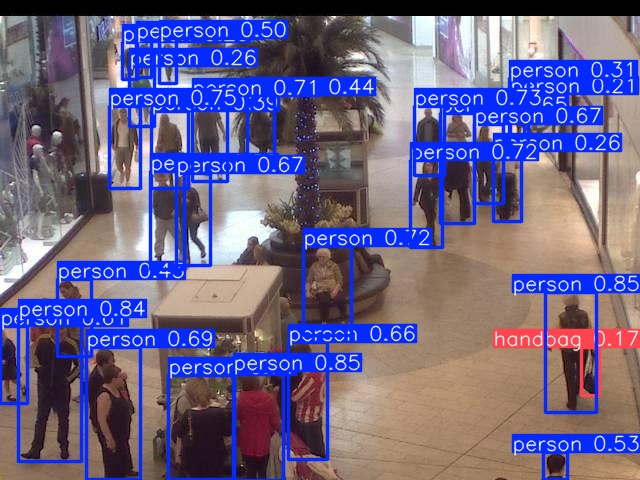 person 0.50
person 0.26
person 0.31
0.21
0.71 0.44
0.75
person 0.73
person 0.67
0.26
person 0.72
person 0.67
person 0.72
person 0.45
person 0.85
person 0.84
person 0.69
person 0.66
handbag 0.17
person
person 0.85
person 0.53